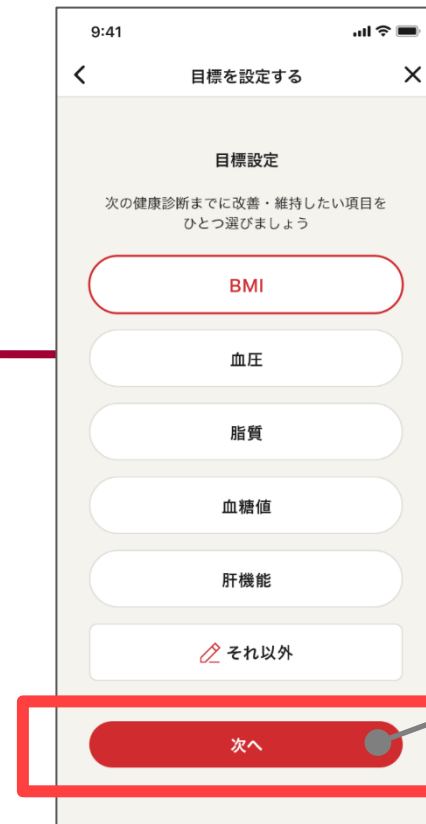 9:41
目標を設定する
目標設定
次の健康診断までに改善・維持したい項目を
ひとつ選びましょう
BMI
血圧
脂質
血糖値
肝機能
それ以外
次へ